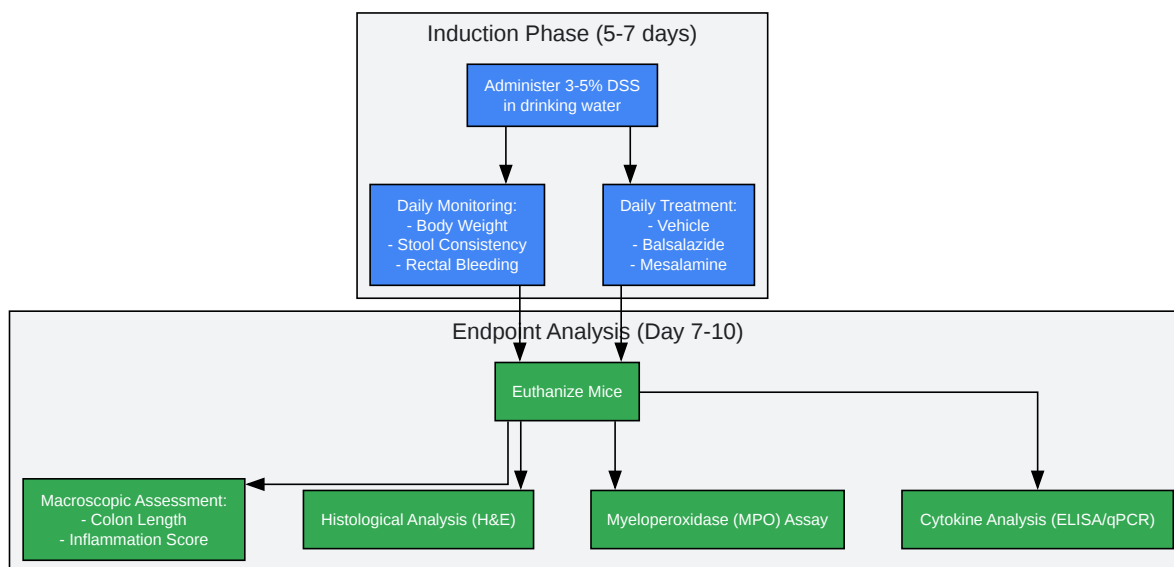 Induction Phase (5-7 days)
Administer 3-5% DSS
in drinking water
Daily Monitoring:
- Body Weight
- Stool Consistency
- Rectal Bleeding
Daily Treatment:
- Vehicle
- Balsalazide
- Mesalamine
Endpoint Analysis (Day 7-10)
Euthanize Mice
Macroscopic Assessment:
- Colon Length
- Inflammation Score
Histological Analysis (H&E)
Myeloperoxidase (MPO) Assay
Cytokine Analysis (ELISA/qPCR)